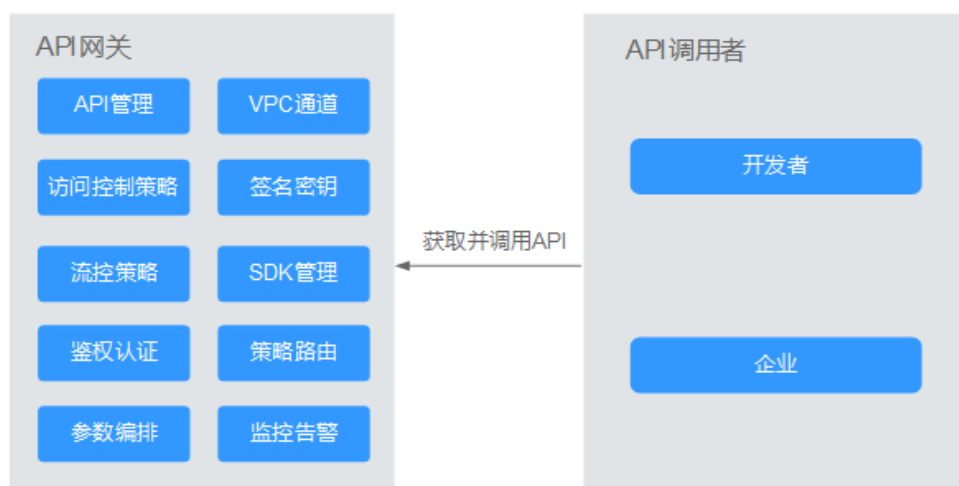 API网关
API管理
VPC通道
访问控制策略
签名密钥
流控策略
SDK管理
鉴权认证
策略路由
参数编排
监控告警
获取并调用API
API调用者
开发者
企业